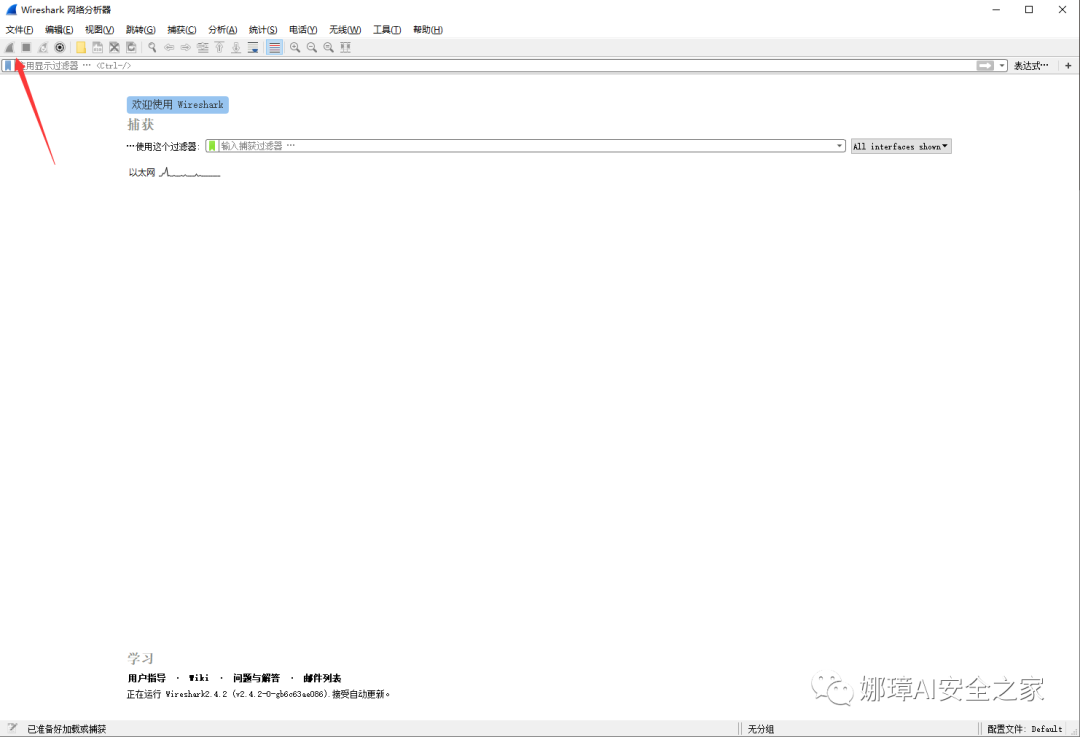 Wireshark 网络分析器
文件(F) 编辑(E) 视图(V) 跳转(G) 捕获(C) 分析(A) 统计(S) 电话(Y) 无线(W) 工具(T) 帮助(H)
用显示过滤器 … <Ctrl-/> 表达式… +
欢迎使用 Wireshark
捕获
…使用这个过滤器: 输入捕获过滤器 … All interfaces shown
以太网
学习
用户指导 · Wiki · 问题与解答 · 邮件列表
正在运行 Wireshark2.4.2 (v2.4.2-0-gb6c63ae086).接受自动更新。
娜璋AI安全之家
已准备好加载或捕获 无分组 配置文件: Default